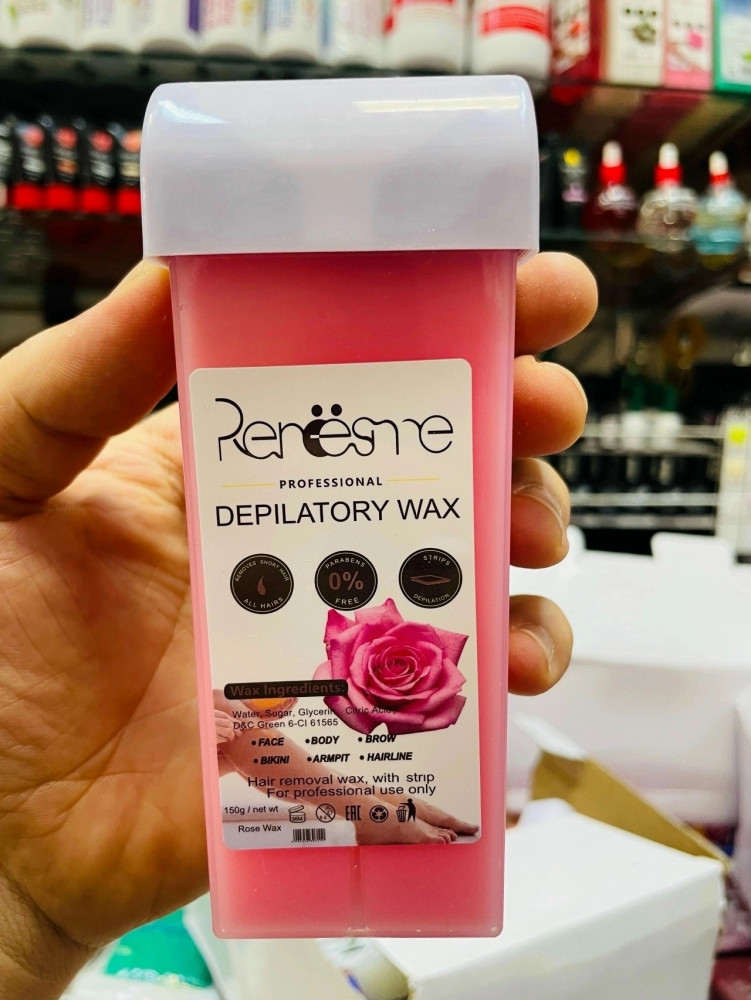 Renësme
PROFESSIONAL
DEPILATORY WAX
REMOVES SHORT HAIR
ALL HAIRS
PARABENS
0%
FREE
STRIPS
DEPILATION
Wax Ingredients:
Water, Sugar, Glycerin, Citric Acid,
D&C Green 6-CI 61565
• FACE • BODY • BROW
• BIKINI • ARMPIT • HAIRLINE
Hair removal wax, with strip
For professional use only
150g / net wt
EAC
Rose Wax